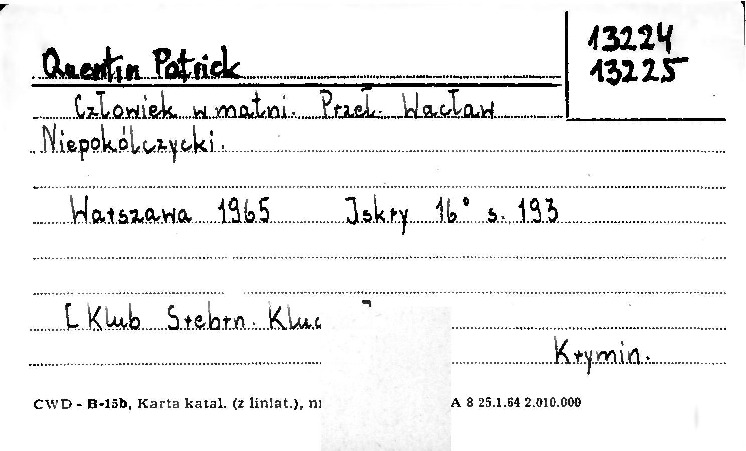 13224
13225
Quentin Patrick
Człowiek w matni. Przeł. Wacław
Niepokólczycki.
Warszawa 1965 Iskry 16° s. 193
[Klub Srebrn.
Krymin.
CWD - B-15b, Karta katal. (z liniat.), A 8 25.1.64 2.010.000